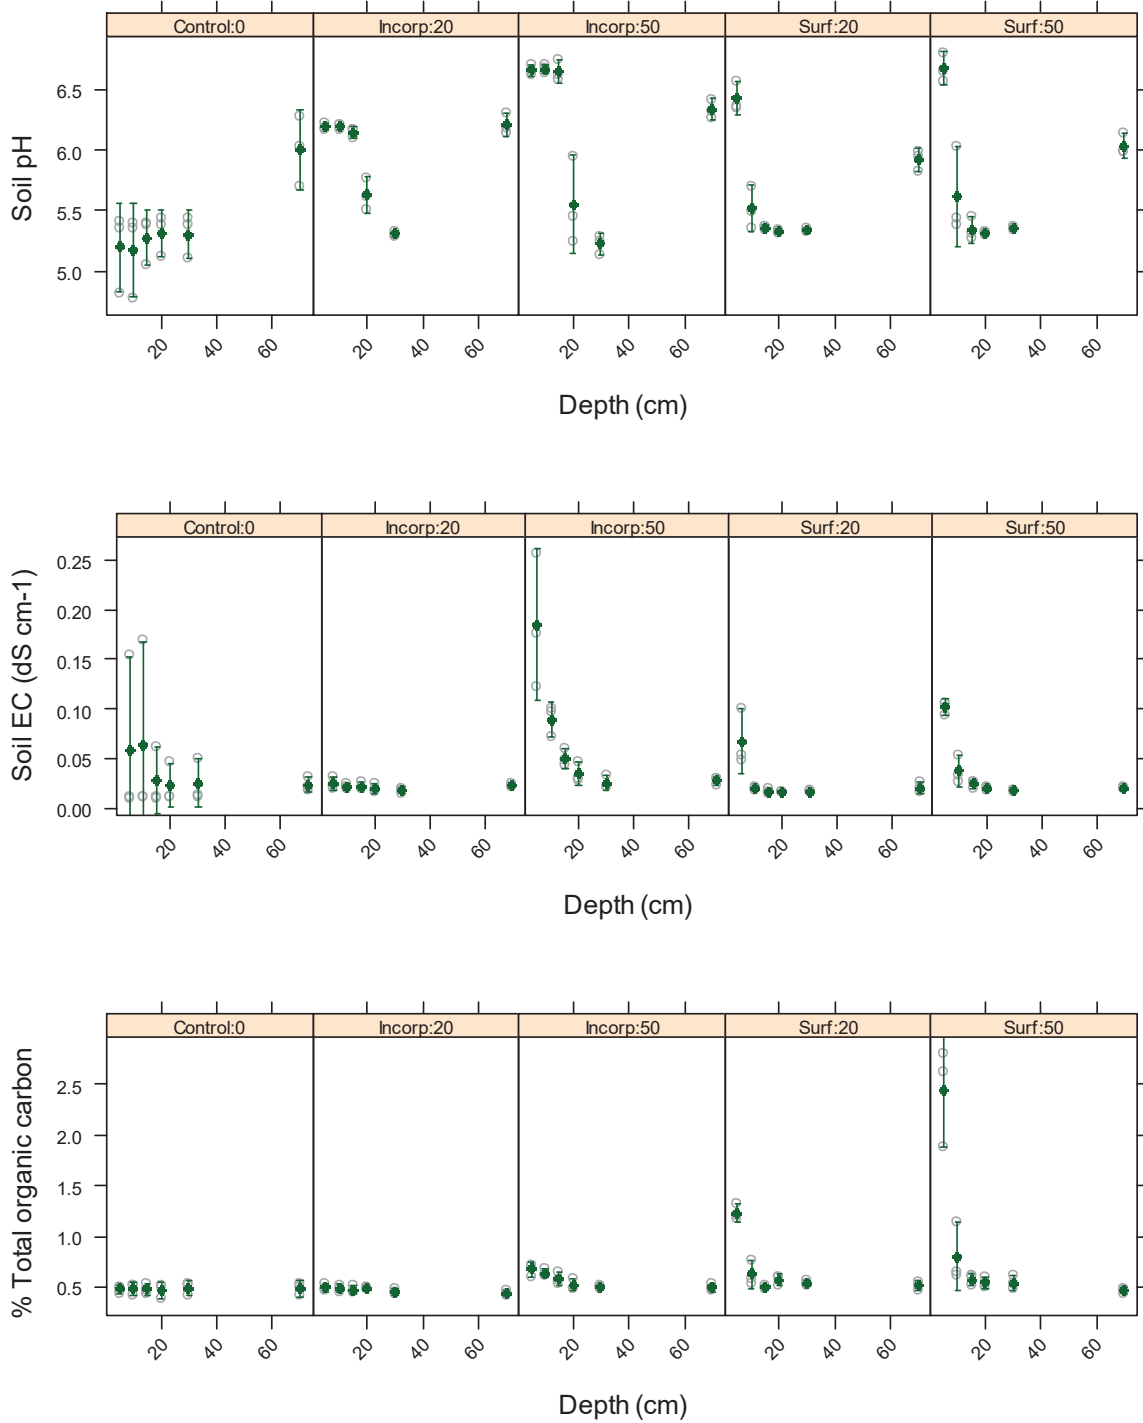 Control:0 Incorp:20 Incorp:50 Surf:20 Surf:50
Soil pH
6.5
6.0
5.5
5.0
20 40 60 20 40 60 20 40 60 20 40 60 20 40 60
Depth (cm)
Control:0 Incorp:20 Incorp:50 Surf:20 Surf:50
Soil EC (dS cm-1)
0.25
0.20
0.15
0.10
0.05
0.00
20 40 60 20 40 60 20 40 60 20 40 60 20 40 60
Depth (cm)
Control:0 Incorp:20 Incorp:50 Surf:20 Surf:50
% Total organic carbon
2.5
2.0
1.5
1.0
0.5
20 40 60 20 40 60 20 40 60 20 40 60 20 40 60
Depth (cm)